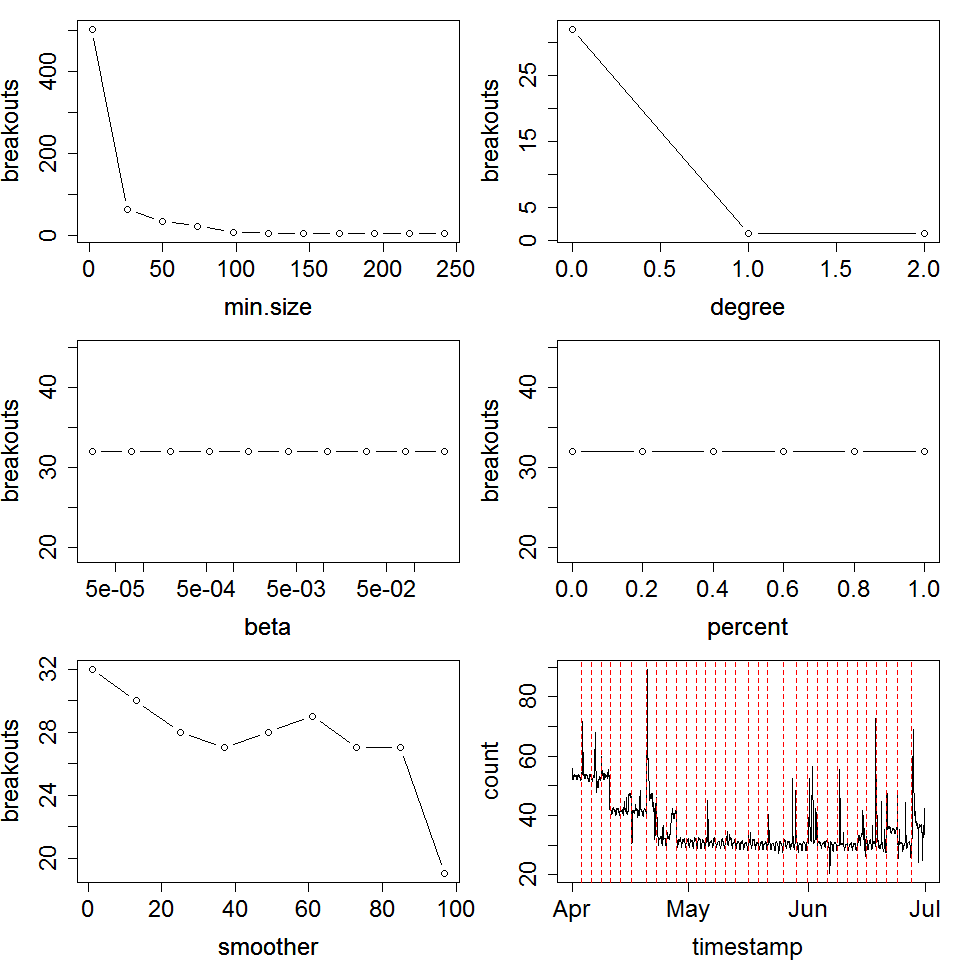 breakouts
400
200
0
0 50 100 150 200 250
min.size
breakouts
25
15
5
0
0.0 0.5 1.0 1.5 2.0
degree
breakouts
40
30
20
5e-05 5e-04 5e-03 5e-02
beta
breakouts
40
30
20
0.0 0.2 0.4 0.6 0.8 1.0
percent
breakouts
32
28
24
20
0 20 40 60 80 100
smoother
count
80
60
40
20
Apr May Jun Jul
timestamp